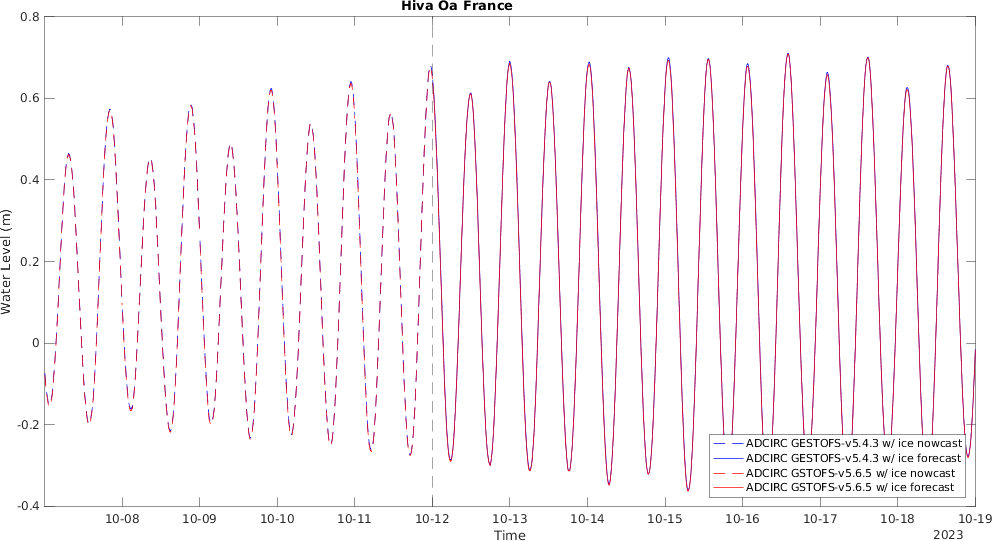 Hiva Oa France
0.8
0.6
0.4
0.2
0
-0.2
-0.4
Water Level (m)
ADCIRC GESTOFS-v5.4.3 w/ ice nowcast
ADCIRC GESTOFS-v5.4.3 w/ ice forecast
ADCIRC GSTOFS-v5.6.5 w/ ice nowcast
ADCIRC GSTOFS-v5.6.5 w/ ice forecast
10-08 10-09 10-10 10-11 10-12 10-13 10-14 10-15 10-16 10-17 10-18 10-19
Time
2023